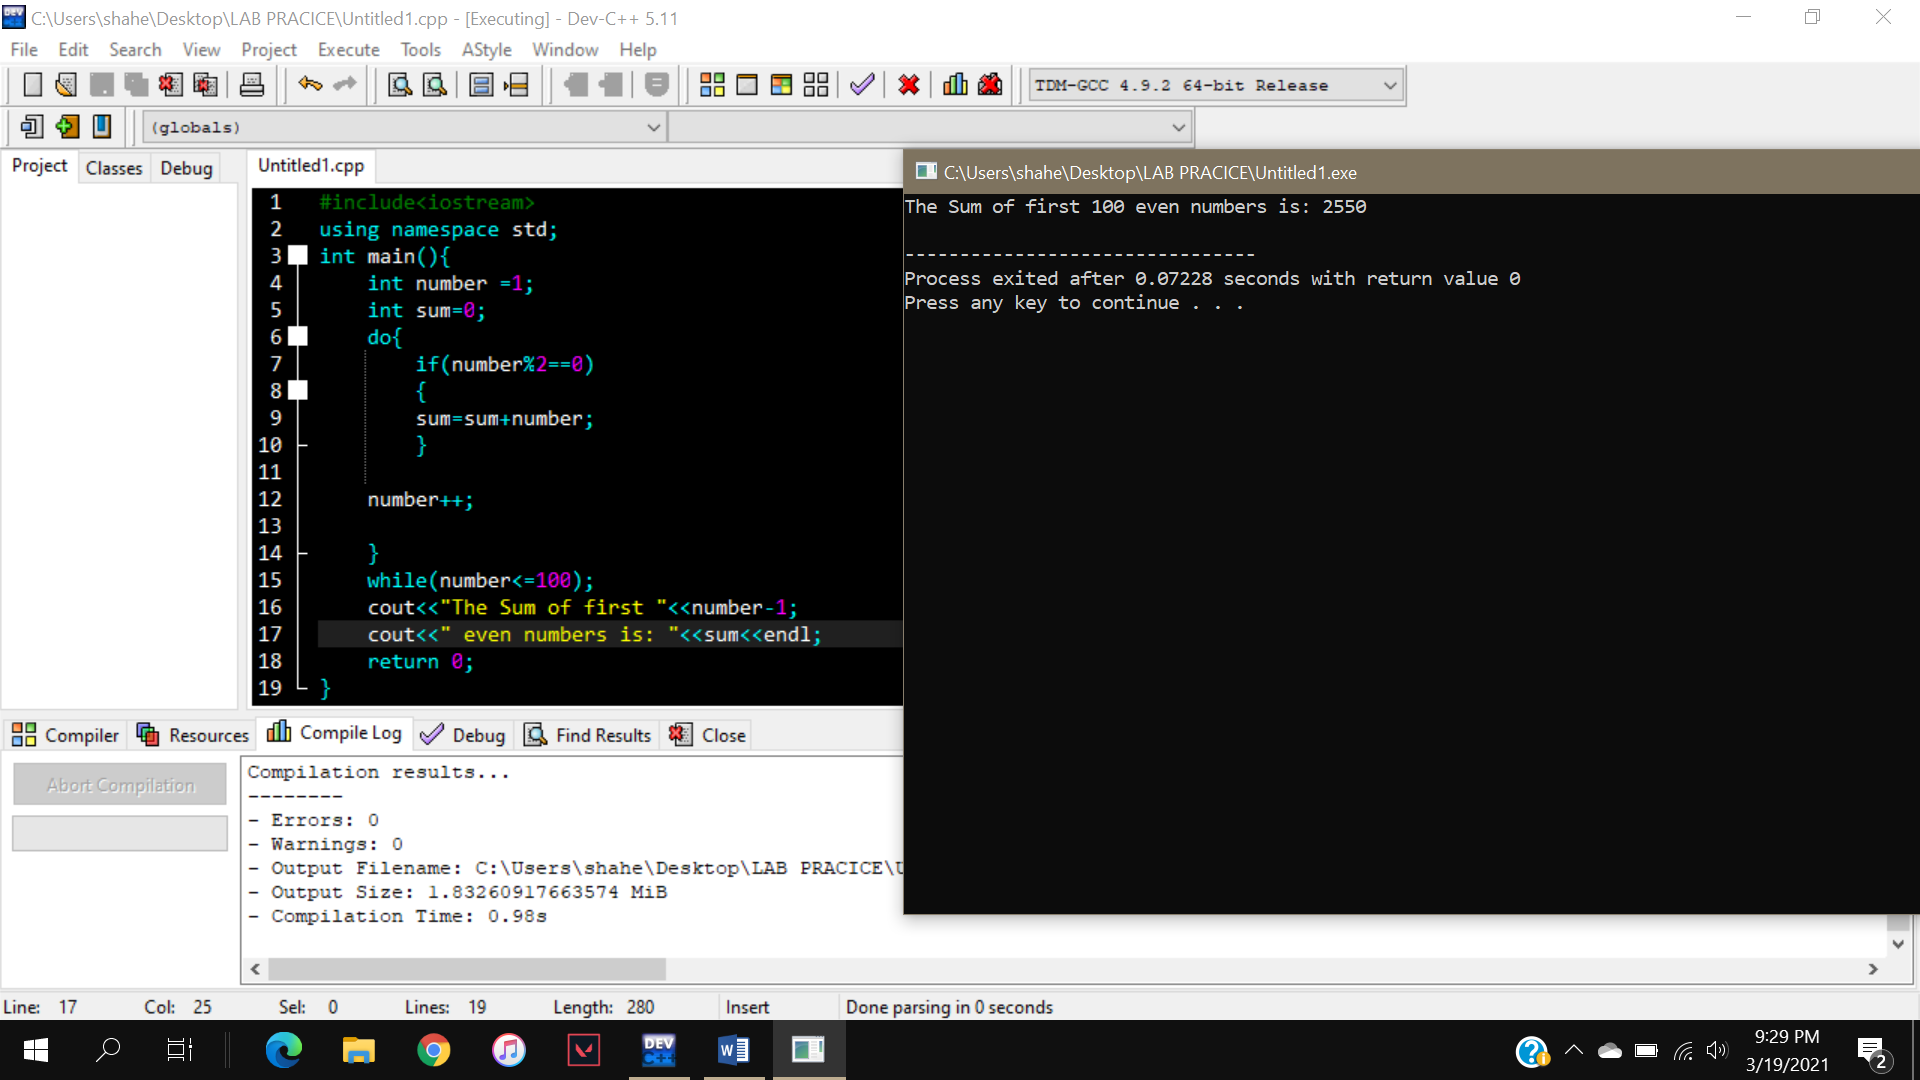 C:\Users\shahe\Desktop\LAB PRACICE\Untitled1.cpp - [Executing] - Dev-C++ 5.11
File Edit Search View Project Execute Tools AStyle Window Help
TDM-GCC 4.9.2 64-bit Release
(globals)
Project Classes Debug Untitled1.cpp
1 #include<iostream>
2 using namespace std;
3 int main(){
4 int number =1;
5 int sum=0;
6 do{
7 if(number%2==0)
8 {
9 sum=sum+number;
10 }
11
12 number++;
13
14 }
15 while(number<=100);
16 cout<<"The Sum of first "<<number-1;
17 cout<<" even numbers is: "<<sum<<endl;
18 return 0;
19 }
C:\Users\shahe\Desktop\LAB PRACICE\Untitled1.exe
The Sum of first 100 even numbers is: 2550
--------------------------------
Process exited after 0.07228 seconds with return value 0
Press any key to continue . . .
Compiler Resources Compile Log Debug Find Results Close
Abort Compilation
Compilation results...
--------
- Errors: 0
- Warnings: 0
- Output Filename: C:\Users\shahe\Desktop\LAB PRACICE\U
- Output Size: 1.83260917663574 MiB
- Compilation Time: 0.98s
Line: 17 Col: 25 Sel: 0 Lines: 19 Length: 280 Insert Done parsing in 0 seconds
DEV C++
9:29 PM
3/19/2021
2